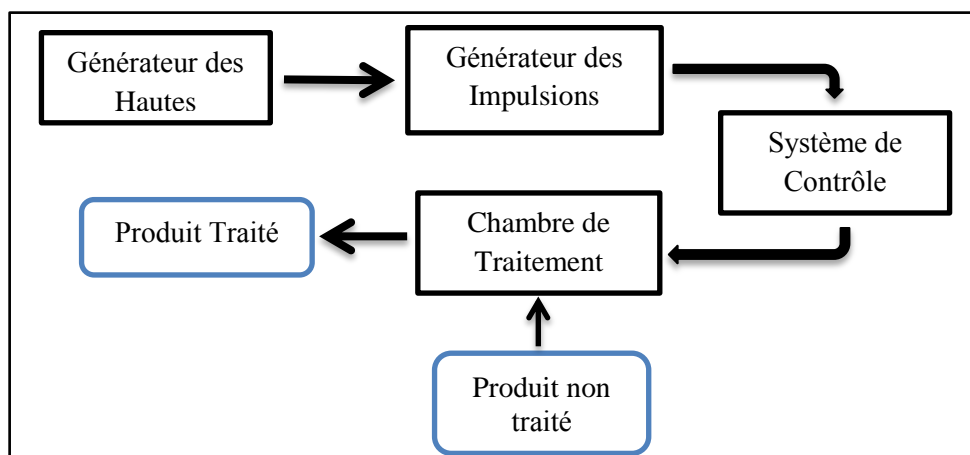 Générateur des
Hautes
Générateur des
Impulsions
Système de
Contrôle
Produit Traité
Chambre de
Traitement
Produit non
traité